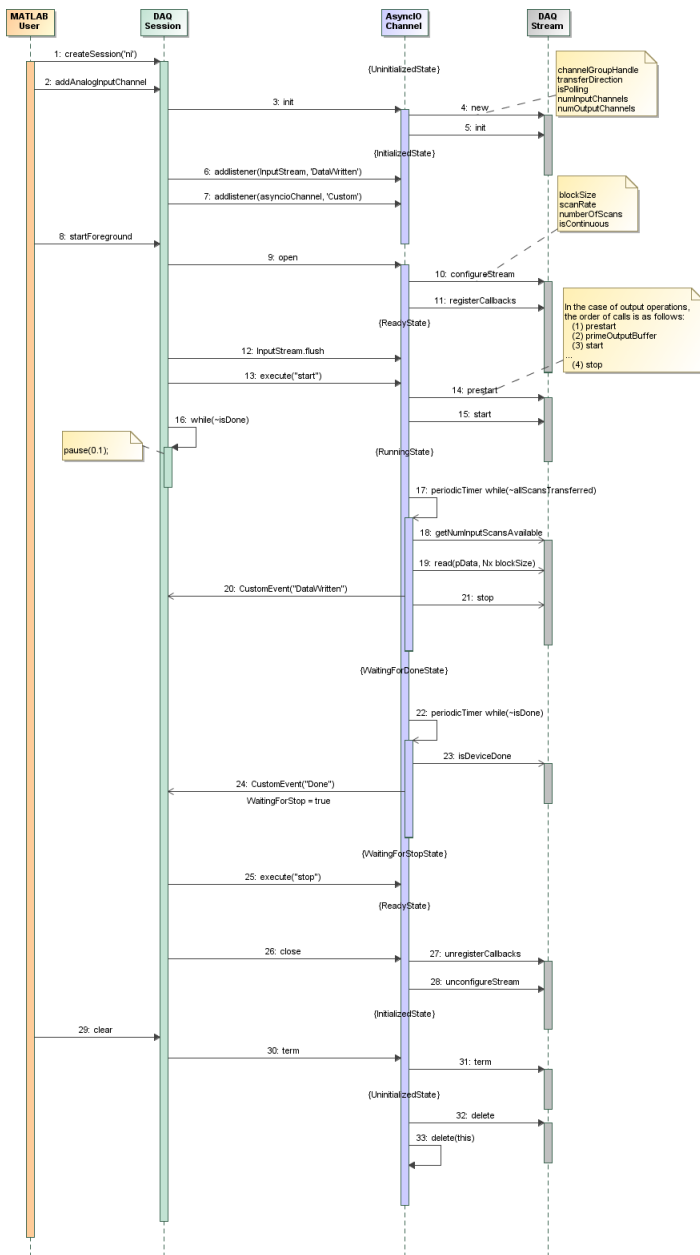 MATLAB
User
DAQ
Session
AsyncIO
Channel
DAQ
Stream
1: createSession('ni')
{UninitializedState}
channelGroupHandle
transferDirection
isPolling
numInputChannels
numOutputChannels
2: addAnalogInputChannel
3: init
4: new
5: init
{InitializedState}
6: addlistener(InputStream, 'DataWritten')
7: addlistener(asyncioChannel, 'Custom')
blockSize
scanRate
numberOfScans
isContinuous
8: startForeground
9: open
10: configureStream
11: registerCallbacks
{ReadyState}
In the case of output operations,
the order of calls is as follows:
(1) prestart
(2) primeOutputBuffer
(3) start
...
(4) stop
12: InputStream.flush
13: execute("start")
14: prestart
15: start
16: while(~isDone)
pause(0.1);
{RunningState}
17: periodicTimer while(~allScansTransferred)
18: getNumInputScansAvailable
19: read(pData, Nx blockSize)
20: CustomEvent("DataWritten")
21: stop
{WaitingForDoneState}
22: periodicTimer while(~isDone)
23: isDeviceDone
24: CustomEvent("Done")
WaitingForStop = true
{WaitingForStopState}
25: execute("stop")
{ReadyState}
26: close
27: unregisterCallbacks
28: unconfigureStream
{InitializedState}
29: clear
30: term
31: term
{UninitializedState}
32: delete
33: delete(this)